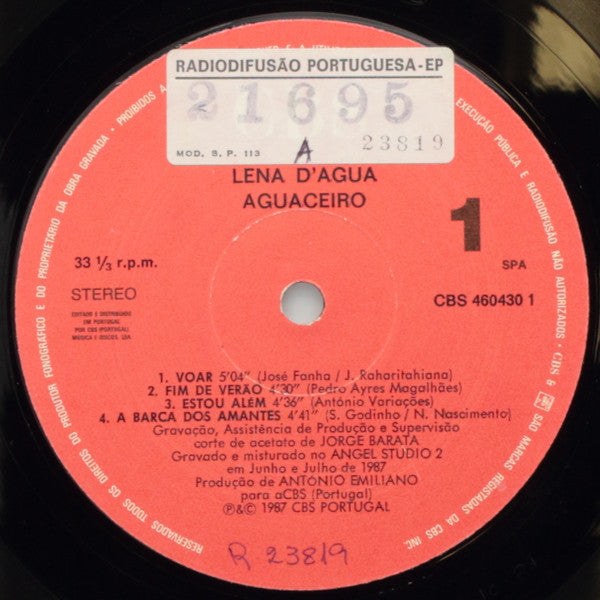 RADIODIFUSÃO PORTUGUESA-EP
21695
23819
MOD. S. P. 113
A
LENA D'AGUA
AGUACEIRO
1
33 ⅓ r.p.m.
SPA
STEREO
CBS 460430 1
EDITADO E DISTRIBUIDO
EM PORTUGAL
POR CBS (PORTUGAL)
MÚSICA E DISCOS, LDA.
1. VOAR 5'04" (José Fanha / J. Raharitahiana)
2. FIM DE VERÃO 4'30" (Pedro Ayres Magalhães)
3. ESTOU ALÉM 4'36" (António Variações)
4. A BARCA DOS AMANTES 4'41" (S. Godinho / N. Nascimento)
Gravação, Assistência de Produção e Supervisão
corte de acetato de JORGE BARATA
Gravado e misturado no ANGEL STUDIO 2
em Junho e Julho de 1987
Produção de ANTÓNIO EMILIANO
para aCBS (Portugal)
℗&© 1987 CBS PORTUGAL
R 23819
RESERVADOS TODOS OS DIREITOS DO PRODUTOR FONOGRÁFICO E DO PROPRIETÁRIO DA OBRA GRAVADA • PROIBIDOS A
EXECUÇÃO PÚBLICA E RADIODIFUSÃO NÃO AUTORIZADOS • CBS & SÃO MARCAS REGISTADAS DA CBS INC.